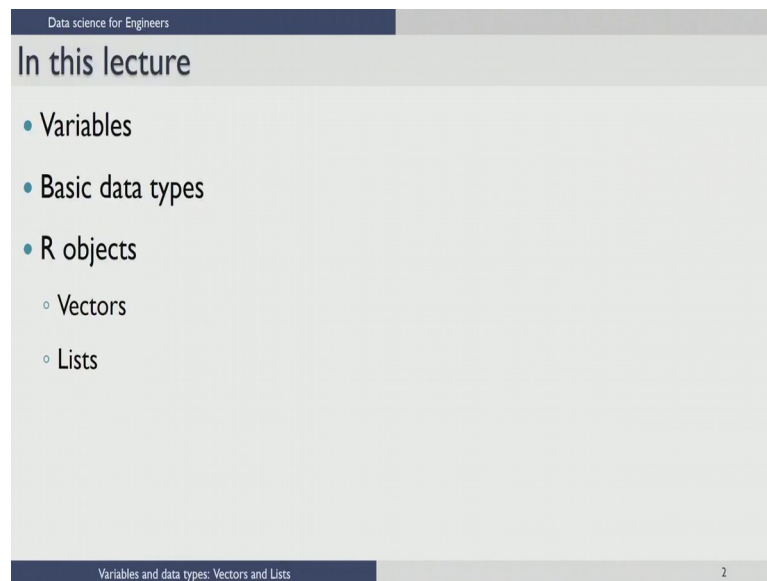 Data science for Engineers
In this lecture
• Variables
• Basic data types
• R objects
◦ Vectors
◦ Lists
Variables and data types: Vectors and Lists
2